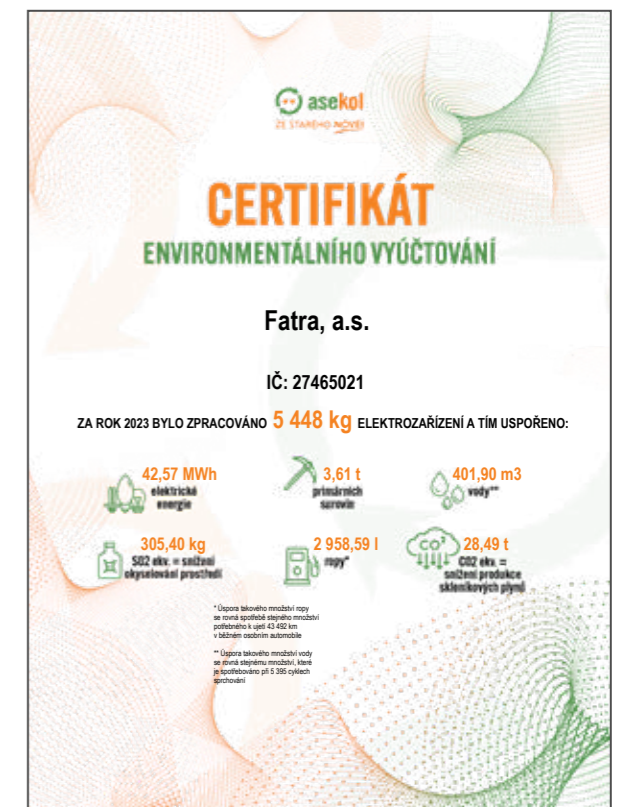 asekol
ZE STARÉHO NOVÉ!
CERTIFIKÁT
ENVIRONMENTÁLNÍHO VYÚČTOVÁNÍ
Fatra, a.s.
IČ: 27465021
ZA ROK 2023 BYLO ZPRACOVÁNO 5 448 kg ELEKTROZAŘÍZENÍ A TÍM USPOŘENO:
42,57 MWh
elektrické
energie
3,61 t
primárních
surovin
401,90 m3
vody**
305,40 kg
SO2 ekv. = snížení
okyselování prostředí
2 958,59 l
ropy*
CO²
28,49 t
CO2 ekv. =
snížení produkce
skleníkových plynů
* Úspora takového množství ropy
se rovná spotřebě stejného množství
potřebného k ujetí 43 492 km
v běžném osobním automobile
** Úspora takového množství vody
se rovná stejnému množství, které
je spotřebováno při 5 395 cyklech
sprchování